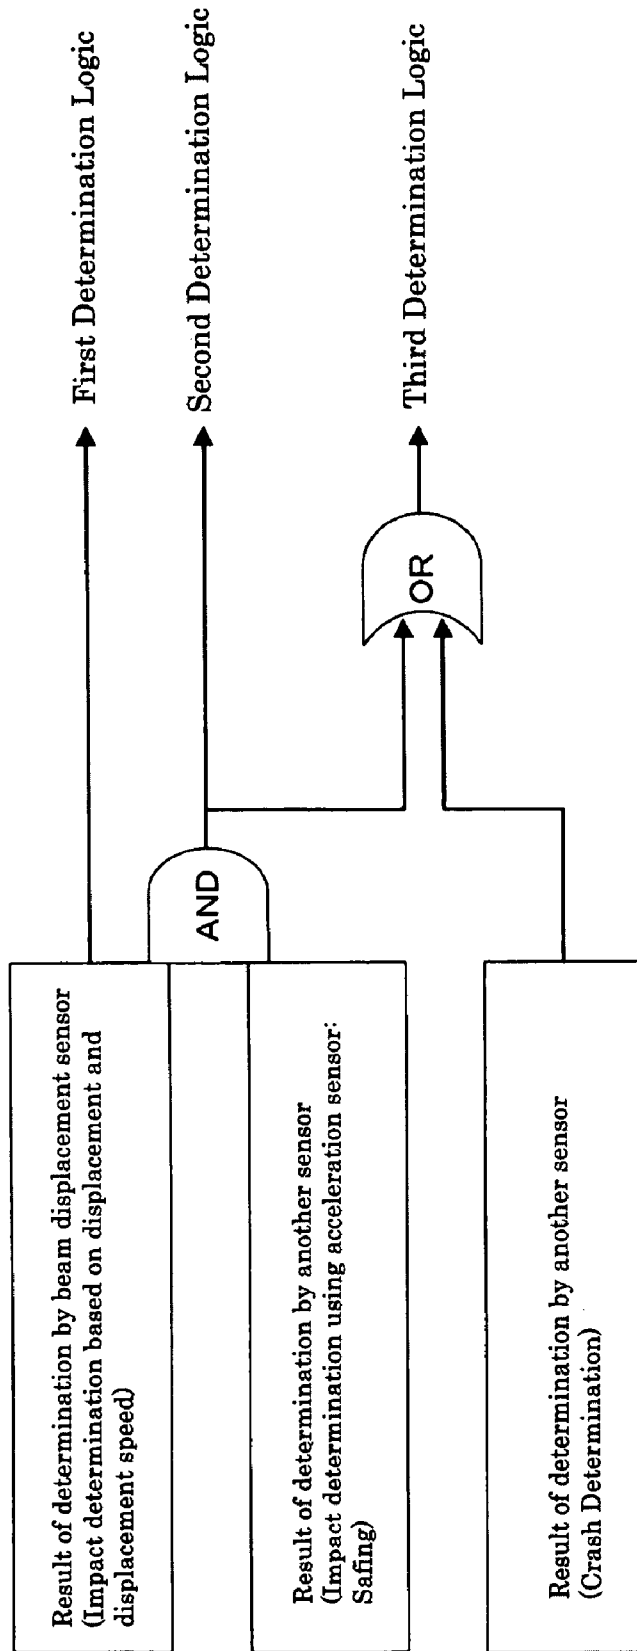 Result of determination by beam displacement sensor
(Impact determination based on displacement and
displacement speed)
Result of determination by another sensor
(Impact determination using acceleration sensor:
Safing)
Result of determination by another sensor
(Crash Determination)
AND
OR
First Determination Logic
Second Determination Logic
Third Determination Logic